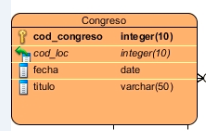 Congreso
cod_congreso integer(10)
cod_loc integer(10)
fecha date
titulo varchar(50)